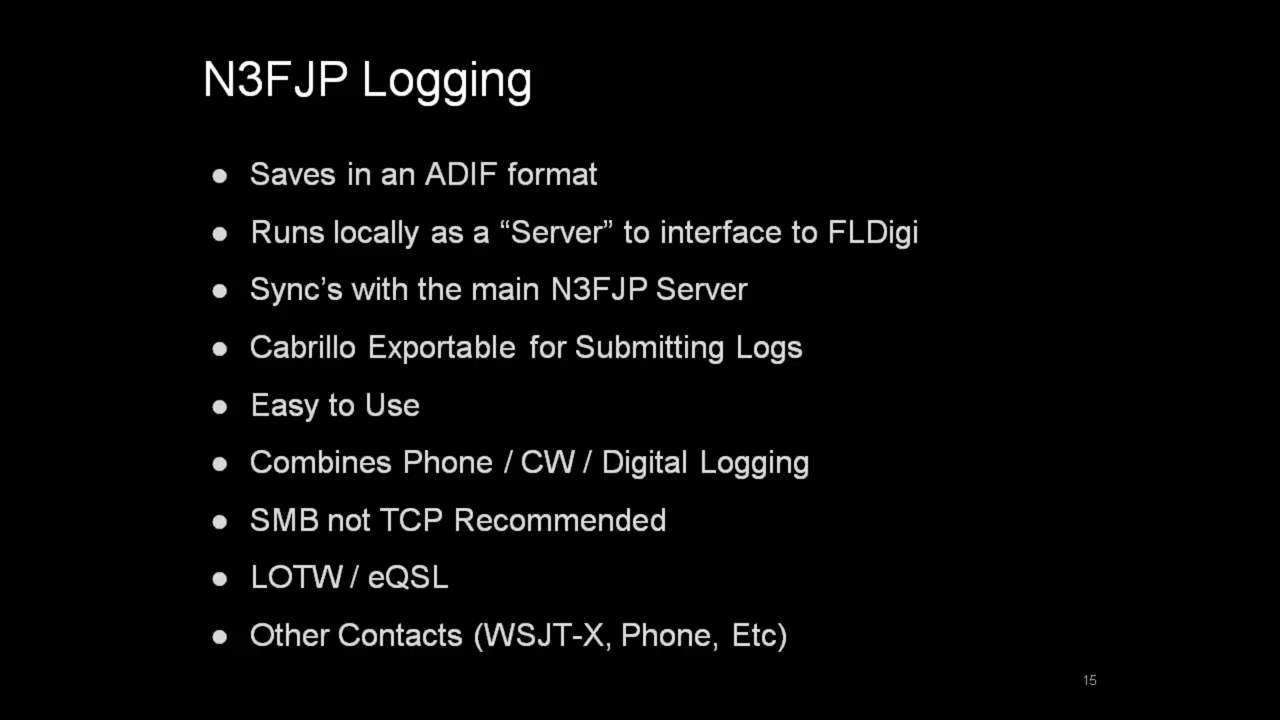 N3FJP Logging
● Saves in an ADIF format
● Runs locally as a “Server” to interface to FLDigi
● Sync’s with the main N3FJP Server
● Cabrillo Exportable for Submitting Logs
● Easy to Use
● Combines Phone / CW / Digital Logging
● SMB not TCP Recommended
● LOTW / eQSL
● Other Contacts (WSJT-X, Phone, Etc)
15